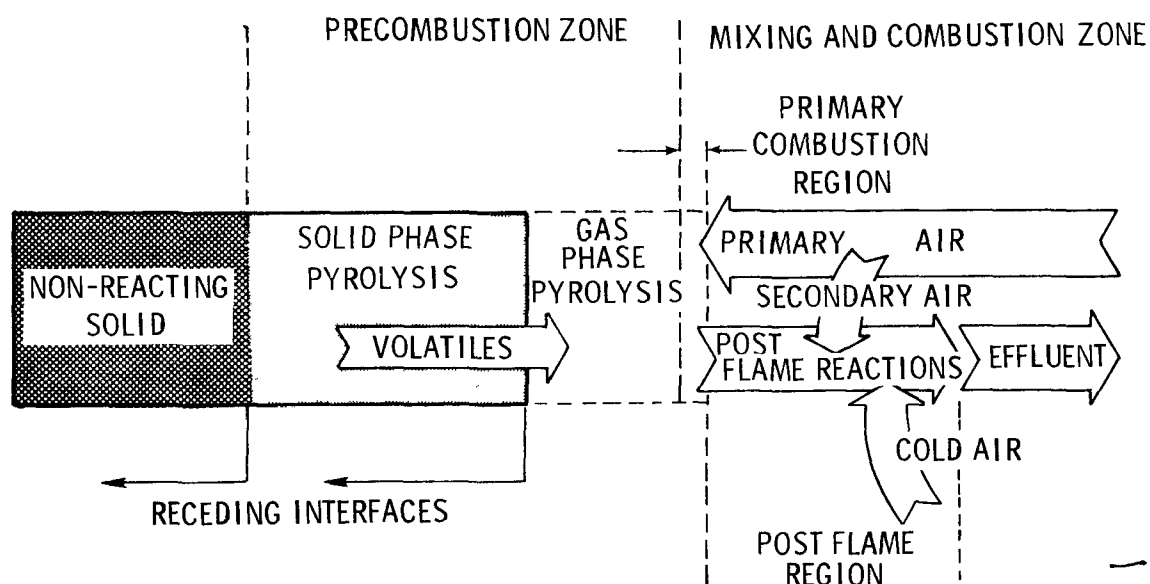 PRECOMBUSTION ZONE
MIXING AND COMBUSTION ZONE
PRIMARY
COMBUSTION
REGION
NON-REACTING
SOLID
SOLID PHASE
PYROLYSIS
VOLATILES
GAS
PHASE
PYROLYSIS
PRIMARY AIR
SECONDARY AIR
POST
FLAME REACTIONS
EFFLUENT
COLD AIR
RECEDING INTERFACES
POST FLAME
REGION